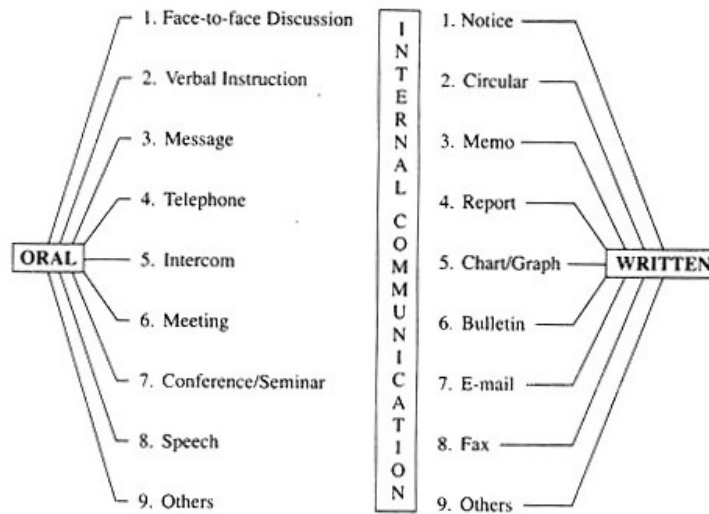 1. Face-to-face Discussion
2. Verbal Instruction
3. Message
4. Telephone
ORAL
5. Intercom
6. Meeting
7. Conference/Seminar
8. Speech
9. Others
INTERNAL COMMUNICATION
1. Notice
2. Circular
3. Memo
4. Report
5. Chart/Graph
WRITTEN
6. Bulletin
7. E-mail
8. Fax
9. Others